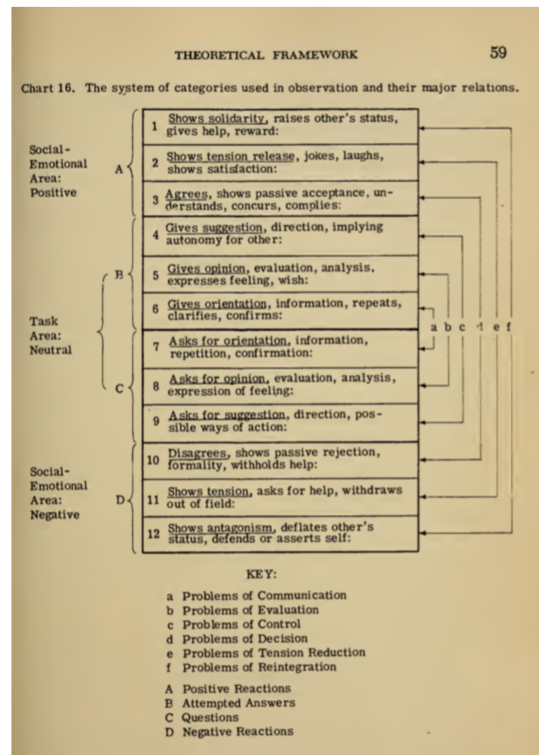 THEORETICAL FRAMEWORK 59
Chart 16. The system of categories used in observation and their major relations.
Social-
Emotional
Area:
Positive
A
1 Shows solidarity, raises other's status,
gives help, reward:
2 Shows tension release, jokes, laughs,
shows satisfaction:
3 Agrees, shows passive acceptance, un-
derstands, concurs, complies:
Task
Area:
Neutral
B
4 Gives suggestion, direction, implying
autonomy for other:
5 Gives opinion, evaluation, analysis,
expresses feeling, wish:
6 Gives orientation, information, repeats,
clarifies, confirms:
C
7 Asks for orientation, information,
repetition, confirmation:
8 Asks for opinion, evaluation, analysis,
expression of feeling:
9 Asks for suggestion, direction, pos-
sible ways of action:
Social-
Emotional
Area:
Negative
D
10 Disagrees, shows passive rejection,
formality, withholds help:
11 Shows tension, asks for help, withdraws
out of field:
12 Shows antagonism, deflates other's
status, defends or asserts self:
a b c d e f
KEY:
a Problems of Communication
b Problems of Evaluation
c Problems of Control
d Problems of Decision
e Problems of Tension Reduction
f Problems of Reintegration
A Positive Reactions
B Attempted Answers
C Questions
D Negative Reactions